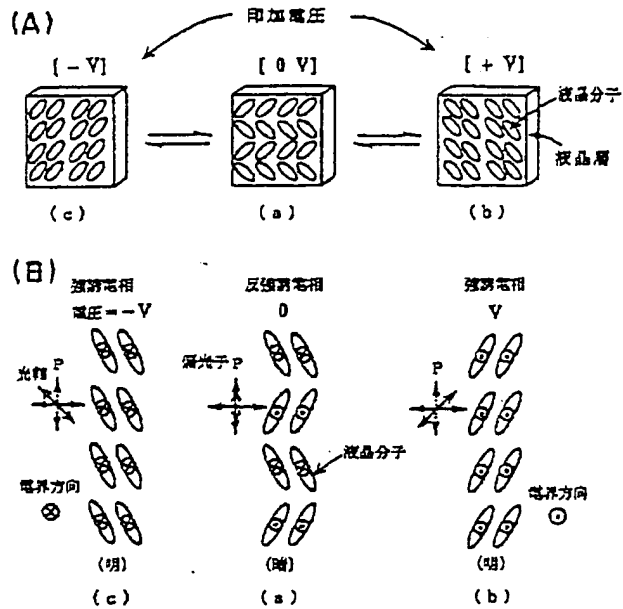 (A)
印加電圧
[－V] [0 V] [＋V]
液晶分子
液晶層
(c) (a) (b)
(B)
強誘電相 反強誘電相 強誘電相
電圧＝－V 0 V
光軸 P 偏光子 P P
液晶分子
電界方向 電界方向
(明) (暗) (明)
(c) (a) (b)